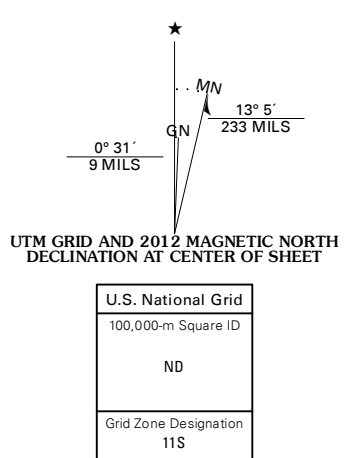 MN
13° 5´
233 MILS
GN
0° 31´
9 MILS
UTM GRID AND 2012 MAGNETIC NORTH
DECLINATION AT CENTER OF SHEET
U.S. National Grid
100,000-m Square ID
ND
Grid Zone Designation
11S